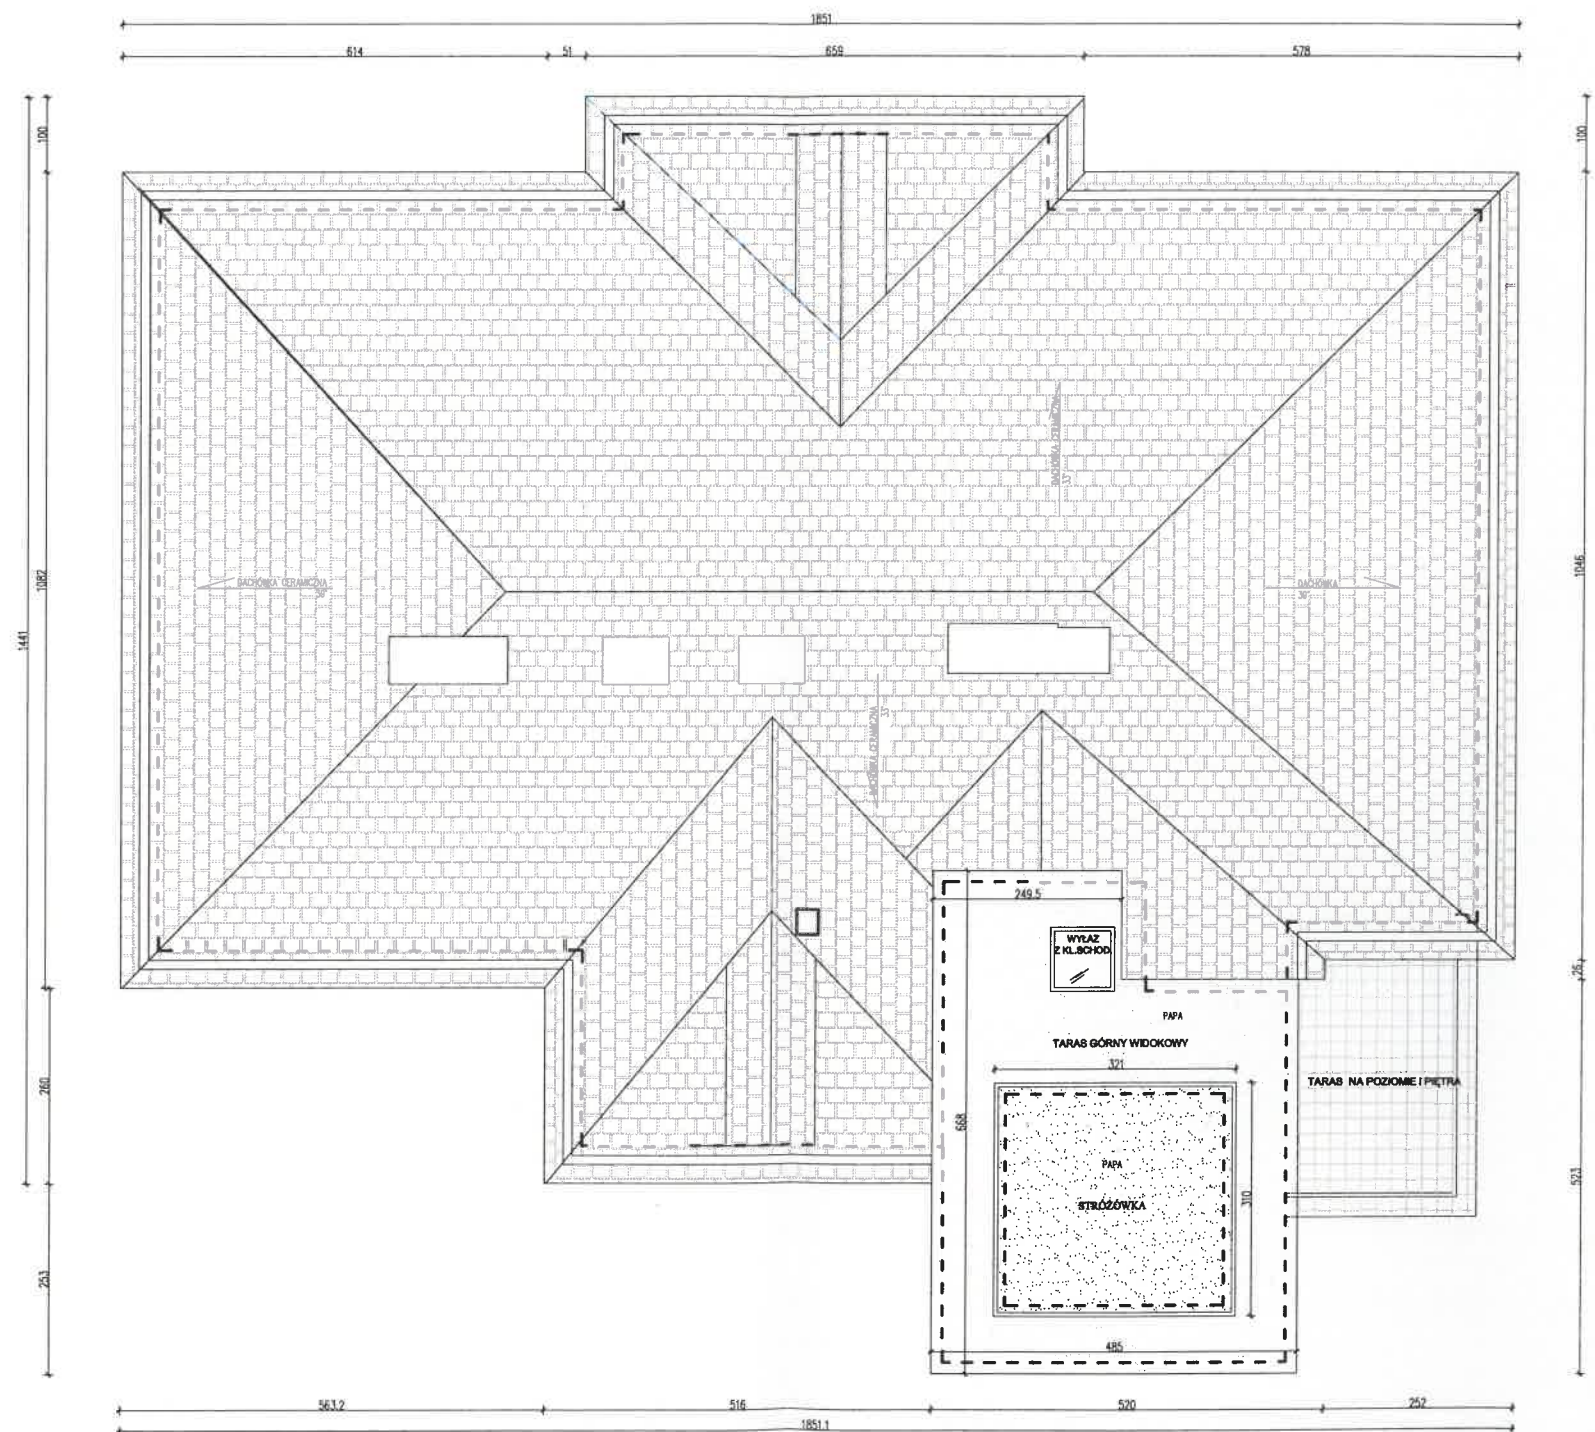 1851
614
51
659
578
100
100
DACHÓWKA CERAMICZNA
33°
1082
1441
1046
DACHÓWKA CERAMICZNA
30°
DACHÓWKA
30°
DACHÓWKA CERAMICZNA
33°
249.5
WYŁAZ
Z KL.SCHOD.
26
PAPA
TARAS GÓRNY WIDOKOWY
321
TARAS NA POZIOMIE I PIĘTRA
260
668
PAPA
STRÓŻÓWKA
310
523
253
485
563.2
516
520
252
1851.1